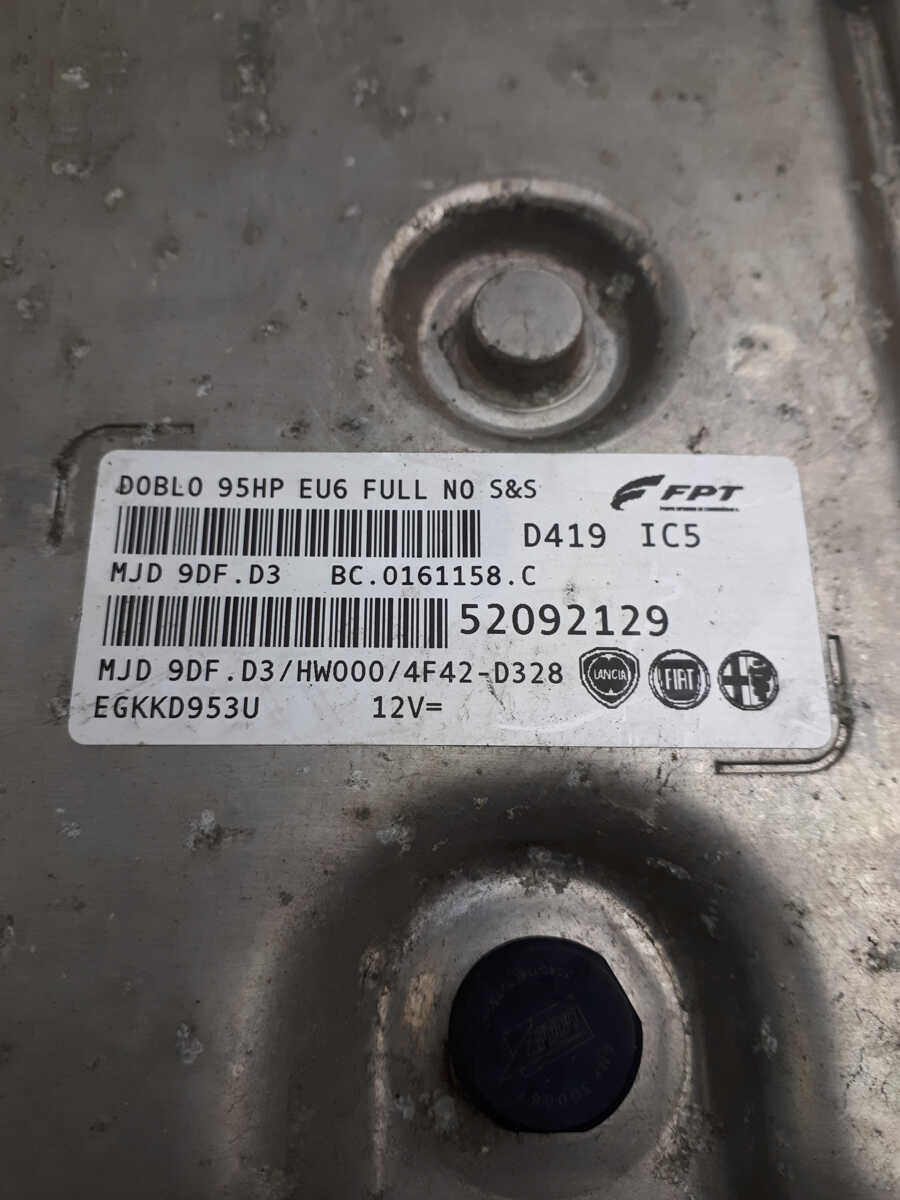 DOBLO 95HP EU6 FULL NO S&S
FPT
D419 IC5
MJD 9DF.D3 BC.0161158.C
52092129
MJD 9DF.D3/HW000/4F42-D328
LANCIA
FIAT
EGKKD953U 12V=